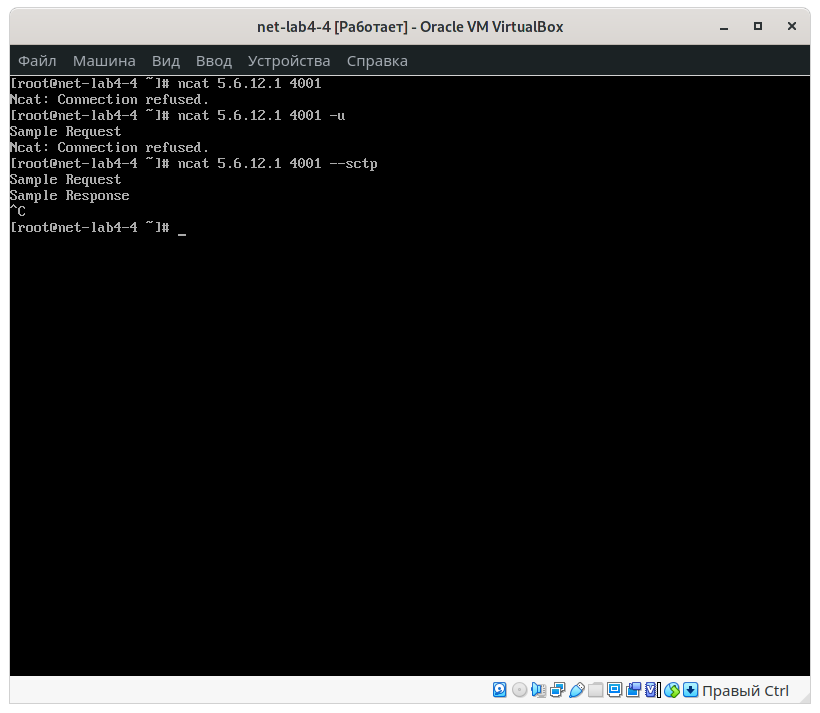 net-lab4-4 [Работает] - Oracle VM VirtualBox
Файл Машина Вид Ввод Устройства Справка
[root@net-lab4-4 ~]# ncat 5.6.12.1 4001
Ncat: Connection refused.
[root@net-lab4-4 ~]# ncat 5.6.12.1 4001 -u
Sample Request
Ncat: Connection refused.
[root@net-lab4-4 ~]# ncat 5.6.12.1 4001 --sctp
Sample Request
Sample Response
^C
[root@net-lab4-4 ~]# _
Правый Ctrl